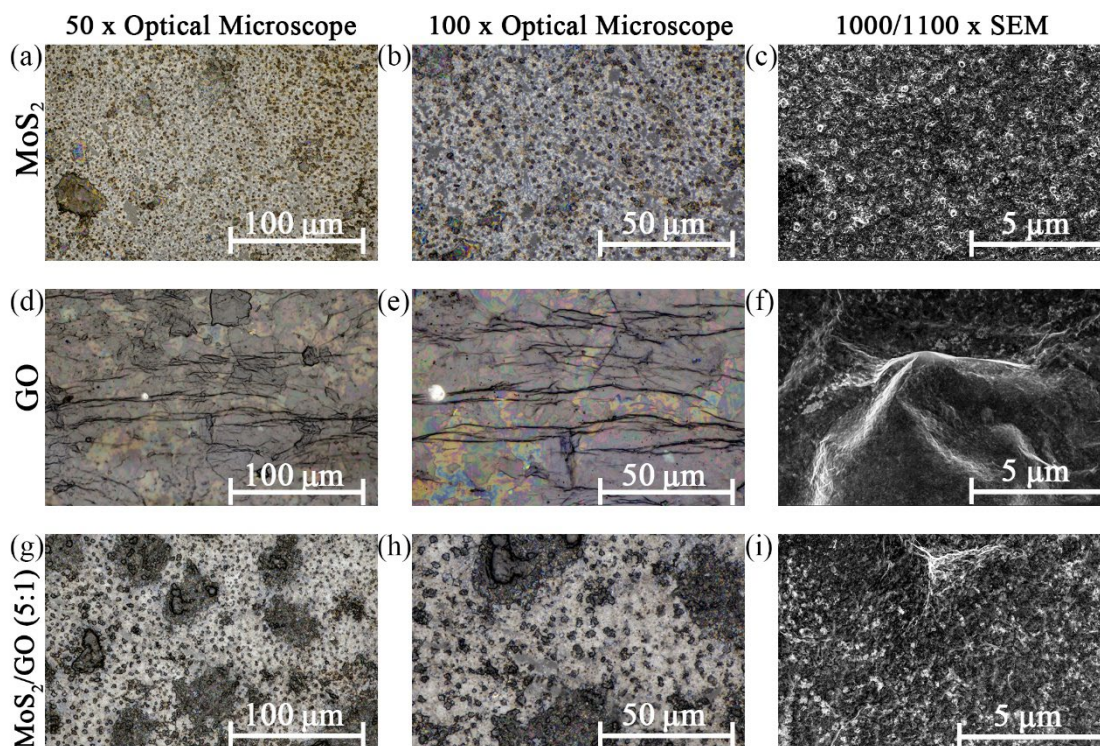 50 x Optical Microscope 100 x Optical Microscope 1000/1100 x SEM
MoS₂
(a) (b) (c)
100 µm 50 µm 5 µm
GO
(d) (e) (f)
100 µm 50 µm 5 µm
MoS₂/GO (5:1)
(g) (h) (i)
100 µm 50 µm 5 µm